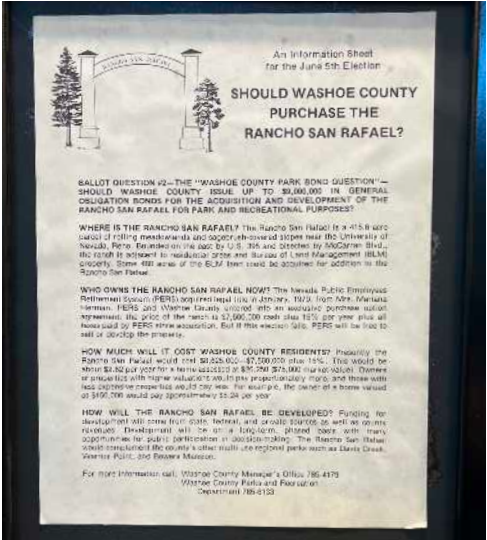 RANCHO SAN RAFAEL
An Information Sheet
for the June 5th Election
SHOULD WASHOE COUNTY
PURCHASE THE
RANCHO SAN RAFAEL?
BALLOT QUESTION #2—THE "WASHOE COUNTY PARK BOND QUESTION"—
SHOULD WASHOE COUNTY ISSUE UP TO $9,000,000 IN GENERAL
OBLIGATION BONDS FOR THE ACQUISITION AND DEVELOPMENT OF THE
RANCHO SAN RAFAEL FOR PARK AND RECREATIONAL PURPOSES?
WHERE IS THE RANCHO SAN RAFAEL? The Rancho San Rafael is a 415.6 acre
parcel of rolling meadowlands and sagebrush-covered slopes near the University of
Nevada, Reno. Bounded on the east by U.S. 395 and bisected by McCarran Blvd.,
the ranch is adjacent to residential areas and Bureau of Land Management (BLM)
property. Some 460 acres of the BLM land could be acquired for addition to the
Rancho San Rafael.
WHO OWNS THE RANCHO SAN RAFAEL NOW? The Nevada Public Employees
Retirement System (PERS) acquired legal title in January, 1979, from Mrs. Mariana
Herman. PERS and Washoe County entered into an exclusive purchase option
agreement; the price of the ranch is $7,500,000 cash plus 15% per year plus all
taxes paid by PERS since acquisition. But if this election fails, PERS will be free to
sell or develop the property.
HOW MUCH WILL IT COST WASHOE COUNTY RESIDENTS? Presently the
Rancho San Rafael would cost $8,625,000—$7,500,000 plus 15%. This would be
about per year for a home assessed at $26,250 ($75,000 market value). Owners
of properties with higher valuations would pay proportionately more, and those with
less expensive properties would pay less. For example, the owner of a home valued
at $100,000 would pay approximately per year.
HOW WILL THE RANCHO SAN RAFAEL BE DEVELOPED? Funding for
development will come from state, federal, and private sources as well as county
revenues. Development will be on a long-term, phased basis with many
opportunities for public participation in decision-making. The Rancho San Rafael
would complement the county's other multi-use regional parks such as Davis Creek,
Point, and Bowers Mansion.
For more information call: Washoe County Manager's Office 785-4179
Washoe County Parks and Recreation
Department 785-6133